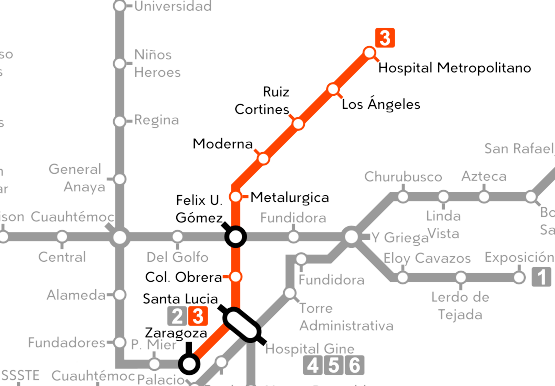 Universidad
3
so
s
Niños
Heroes
Hospital Metropolitano
Ruiz
Cortines
Los Ángeles
s
Regina
Moderna
San Rafael
n
ar
General
Anaya
Churubusco
Azteca
Felix U.
Gómez
Metalurgica
ison
Cuauhtémoc
Fundidora
Linda
Vista
Bo
Sa
Y Griega
Central
Del Golfo
Eloy Cavazos
Exposición
1
Col. Obrera
Fundidora
Alameda
Santa Lucia
Lerdo de
Tejada
2 3
Torre
Administrativa
Zaragoza
Fundadores
P. Mier
Hospital Gine
4 5 6
SSSTE
Cuauhtémoc
Palacio